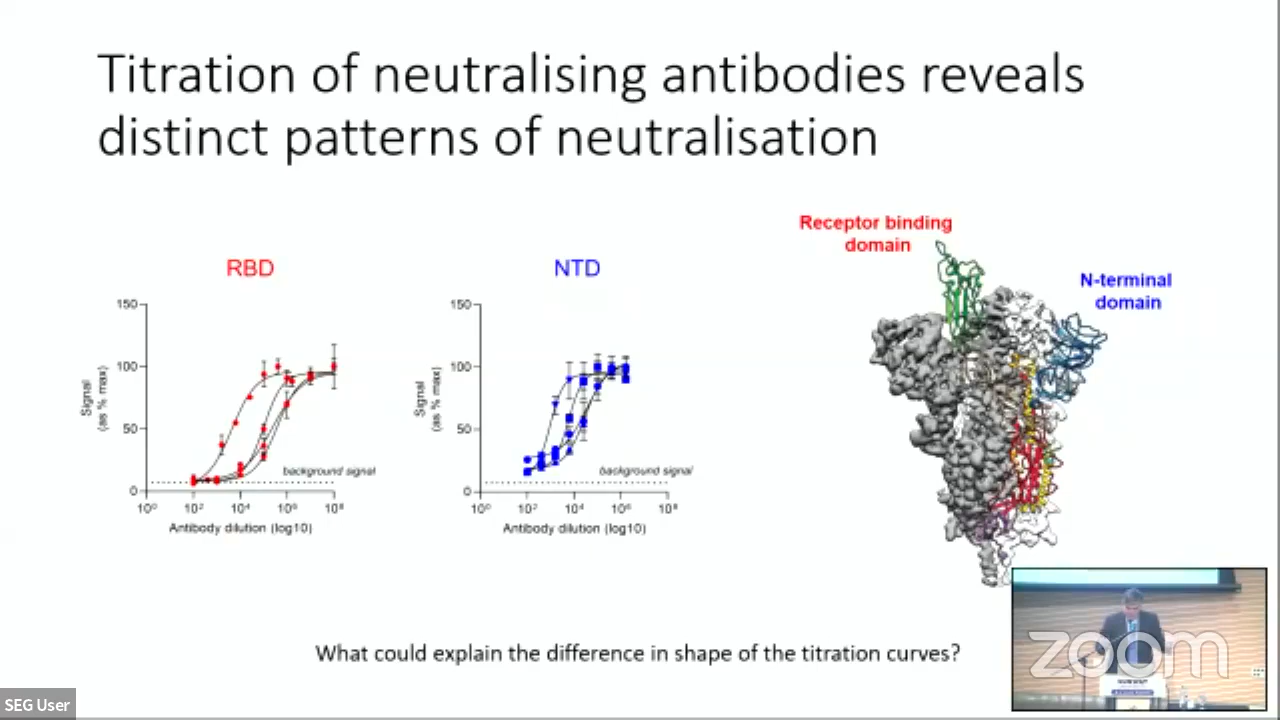 Titration of neutralising antibodies reveals
distinct patterns of neutralisation
Receptor binding
domain
N-terminal
domain
RBD
150
100
50
0
Signal
(as % max)
background signal
10⁰ 10² 10⁴ 10⁶ 10⁸
Antibody dilution (log10)
NTD
150
100
50
0
Signal
(as % max)
background signal
10⁰ 10² 10⁴ 10⁶ 10⁸
Antibody dilution (log10)
What could explain the difference in shape of the titration curves?
zoom
SEG User